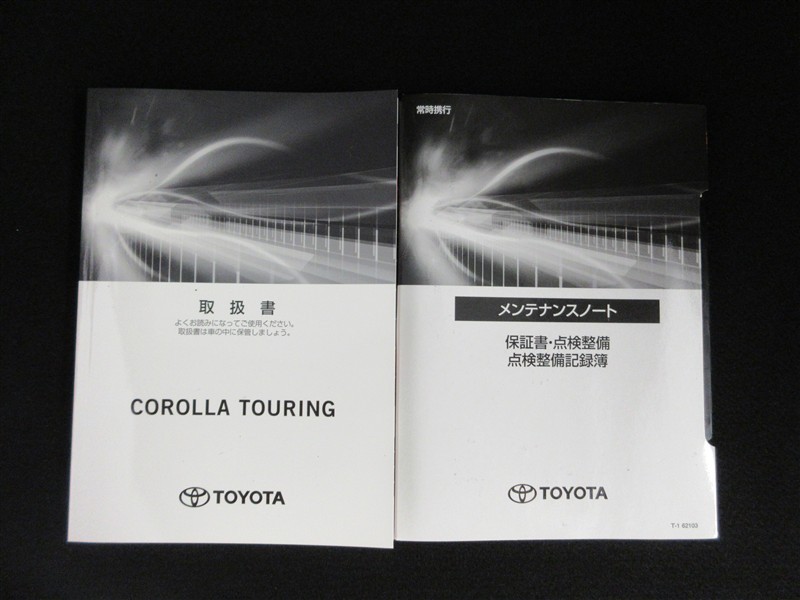 取扱書
よくお読みになってご使用ください。
取扱書は車の中に保管しましょう。
COROLLA TOURING
TOYOTA
常時携行
メンテナンスノート
保証書・点検整備
点検整備記録簿
TOYOTA
T-1 62103